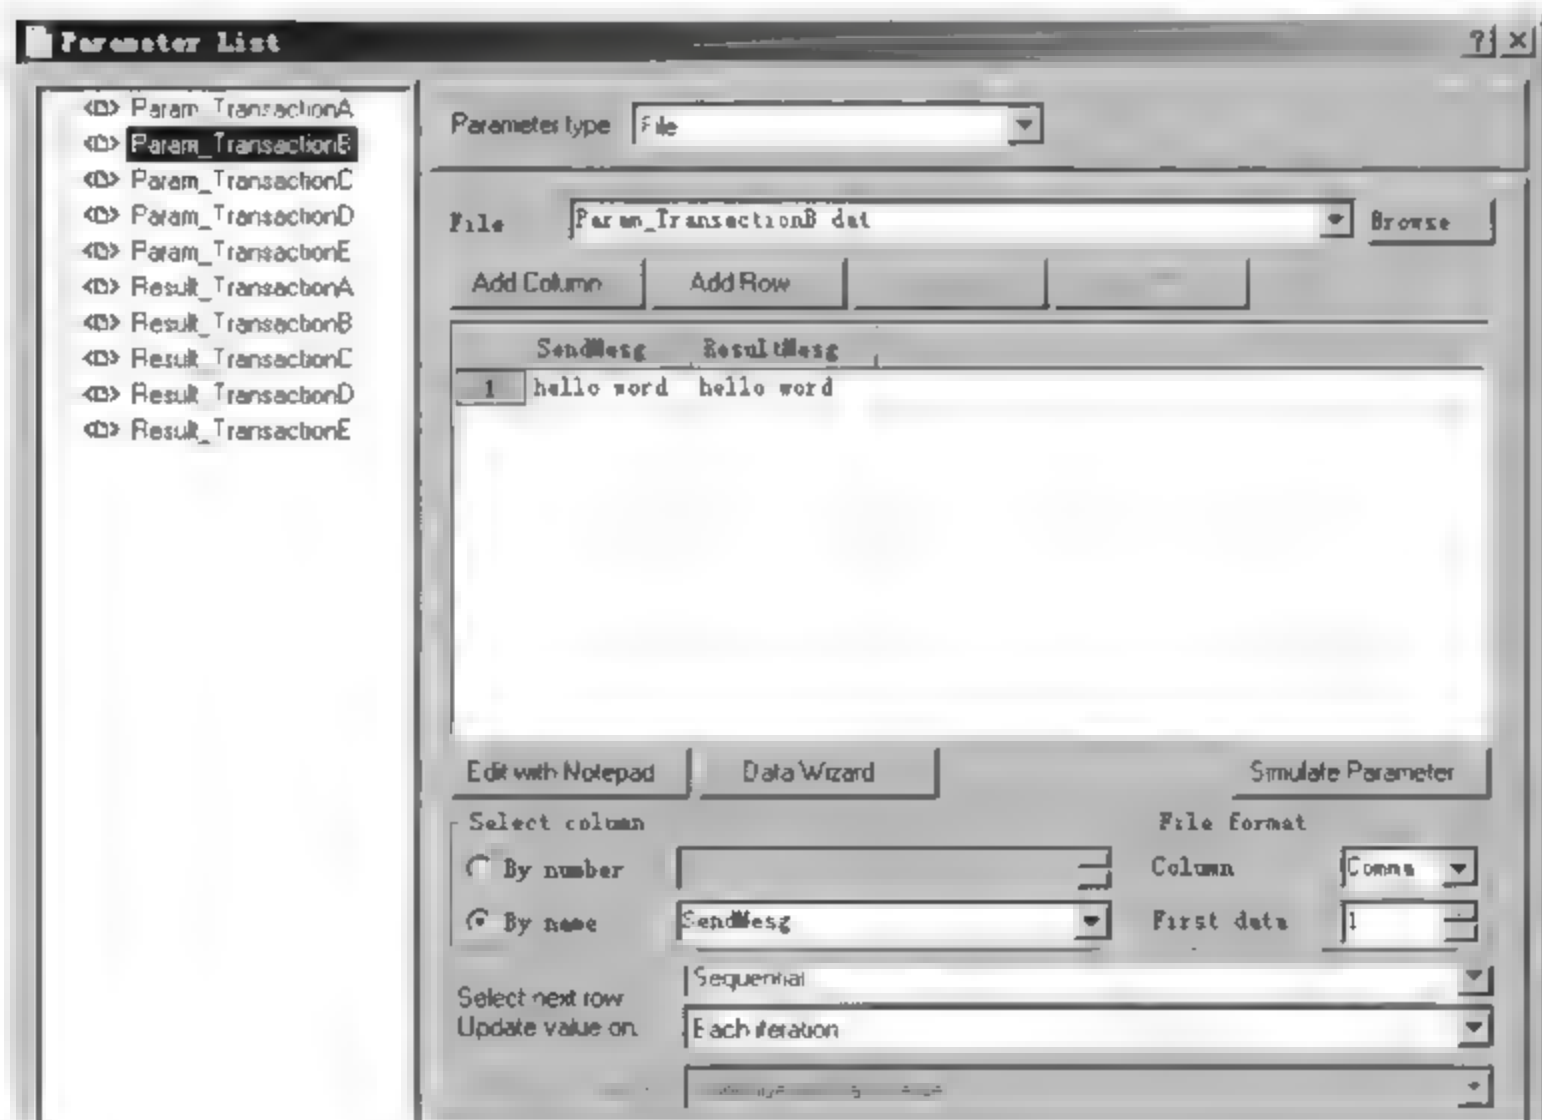 Parameter List
Param_TransactionA
Param_TransactionB
Param_TransactionC
Param_TransactionD
Param_TransactionE
Result_TransactionA
Result_TransactionB
Result_TransactionC
Result_TransactionD
Result_TransactionE
Parameter type File
File Param_TransactionB dat Browse
Add Column Add Row
SendMesg ResultMesg
1 hello word hello word
Edit with Notepad Data Wizard Simulate Parameter
Select column File format
By number Column Comma
By name SendMesg First data 1
Select next row Sequential
Update value on Each iteration